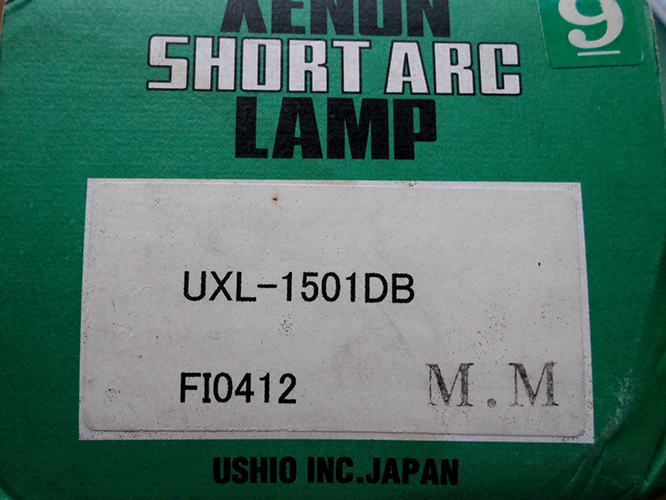 XENON
9
SHORT ARC
LAMP
UXL-1501DB
FI0412
M.M
USHIO INC.JAPAN